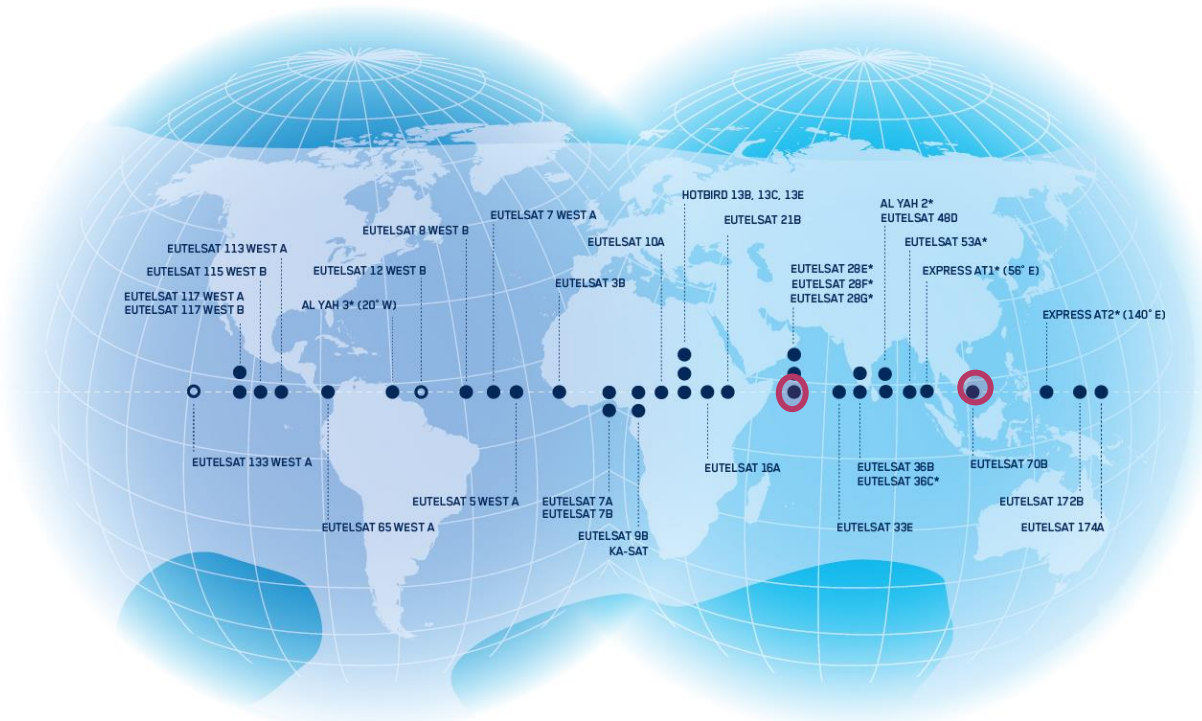 HOTBIRD 13B, 13C, 13E
AL YAH 2*
EUTELSAT 48D
EUTELSAT 7 WEST A
EUTELSAT 21B
EUTELSAT 8 WEST B
EUTELSAT 10A
EUTELSAT 53A*
EUTELSAT 113 WEST A
EUTELSAT 115 WEST B
EUTELSAT 12 WEST B
EUTELSAT 28E*
EUTELSAT 28F*
EUTELSAT 28G*
EXPRESS AT1* (56° E)
EUTELSAT 3B
EUTELSAT 117 WEST A
EUTELSAT 117 WEST B
AL YAH 3* (20° W)
EXPRESS AT2* (140° E)
EUTELSAT 133 WEST A
EUTELSAT 16A
EUTELSAT 36B
EUTELSAT 36C*
EUTELSAT 70B
EUTELSAT 5 WEST A
EUTELSAT 7A
EUTELSAT 7B
EUTELSAT 172B
EUTELSAT 65 WEST A
EUTELSAT 33E
EUTELSAT 174A
EUTELSAT 9B
KA-SAT